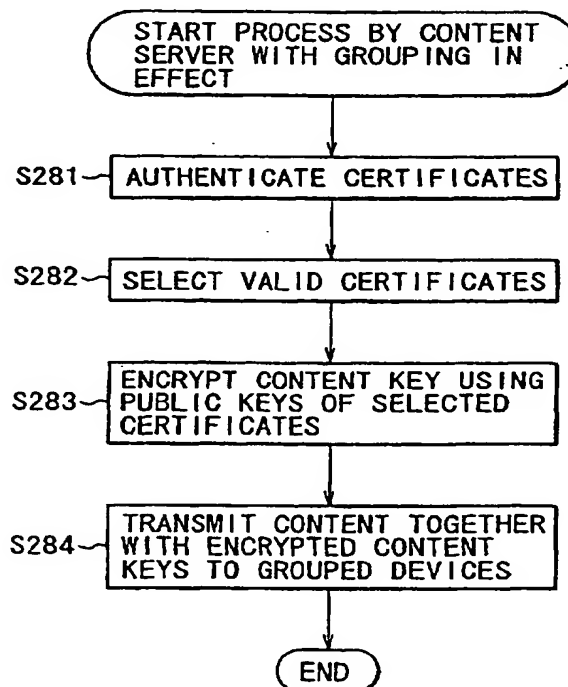 START PROCESS BY CONTENT
SERVER WITH GROUPING IN
EFFECT
S281
AUTHENTICATE CERTIFICATES
S282
SELECT VALID CERTIFICATES
S283
ENCRYPT CONTENT KEY USING
PUBLIC KEYS OF SELECTED
CERTIFICATES
S284
TRANSMIT CONTENT TOGETHER
WITH ENCRYPTED CONTENT
KEYS TO GROUPED DEVICES
END